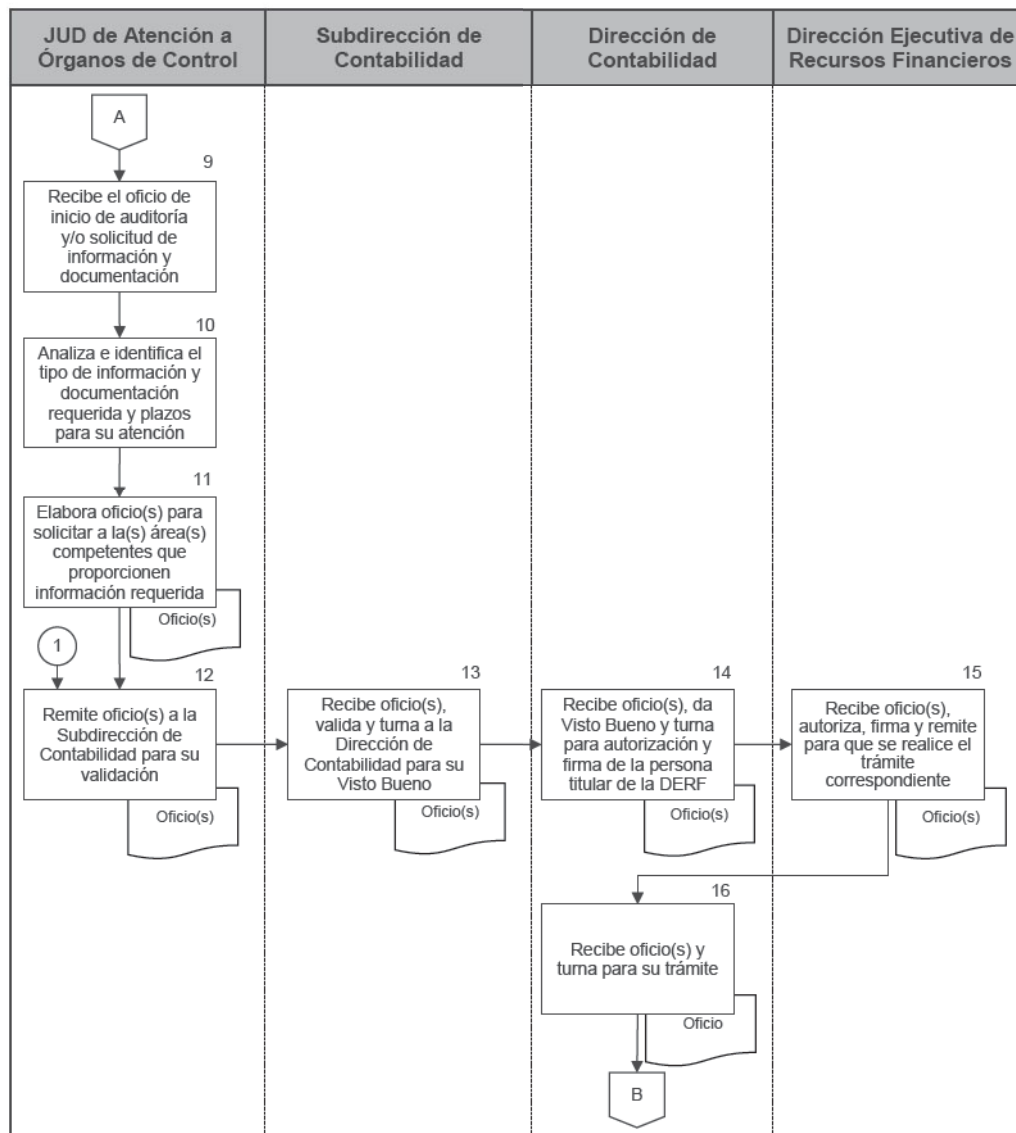 JUD de Atención a
Órganos de Control
Subdirección de
Contabilidad
Dirección de
Contabilidad
Dirección Ejecutiva de
Recursos Financieros
A
9
Recibe el oficio de
inicio de auditoría
y/o solicitud de
información y
documentación
10
Analiza e identifica el
tipo de información y
documentación
requerida y plazos
para su atención
11
Elabora oficio(s) para
solicitar a la(s) área(s)
competentes que
proporcionen
información requerida
Oficio(s)
1
12
Remite oficio(s) a la
Subdirección de
Contabilidad para su
validación
Oficio(s)
13
Recibe oficio(s),
valida y turna a la
Dirección de
Contabilidad para su
Visto Bueno
Oficio(s)
14
Recibe oficio(s), da
Visto Bueno y turna
para autorización y
firma de la persona
titular de la DERF
Oficio(s)
15
Recibe oficio(s),
autoriza, firma y remite
para que se realice el
trámite
correspondiente
Oficio(s)
16
Recibe oficio(s) y
turna para su trámite
Oficio
B